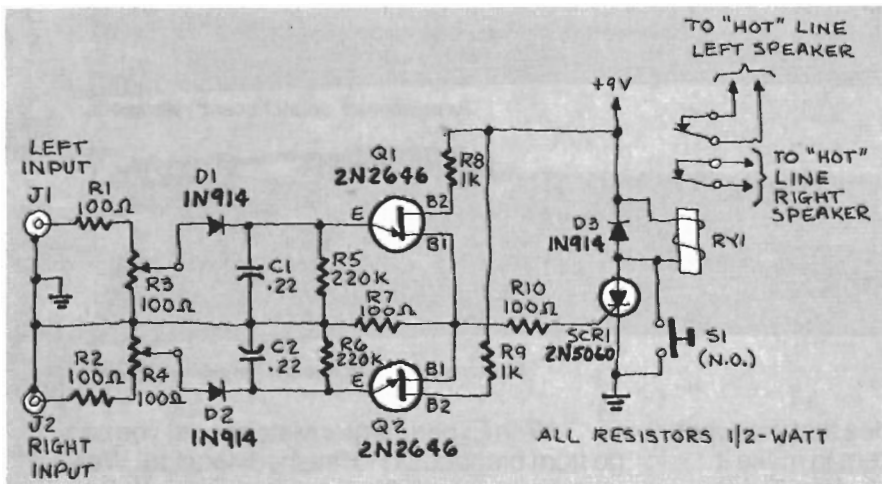 TO "HOT" LINE
LEFT SPEAKER
+9V
LEFT
INPUT
J1
R1
100Ω
D1
1N914
Q1
2N2646
R8
1K
TO "HOT"
LINE
RIGHT
SPEAKER
E
B2
B1
D3
1N914
RY1
R3
100Ω
C1
.22
R5
220K
R7
100Ω
R10
100Ω
SCR1
2N5060
S1
(N.O.)
R2
100Ω
R4
100Ω
C2
.22
R6
220K
R9
1K
E
B1
B2
J2
RIGHT
INPUT
D2
1N914
Q2
2N2646
ALL RESISTORS 1/2-WATT